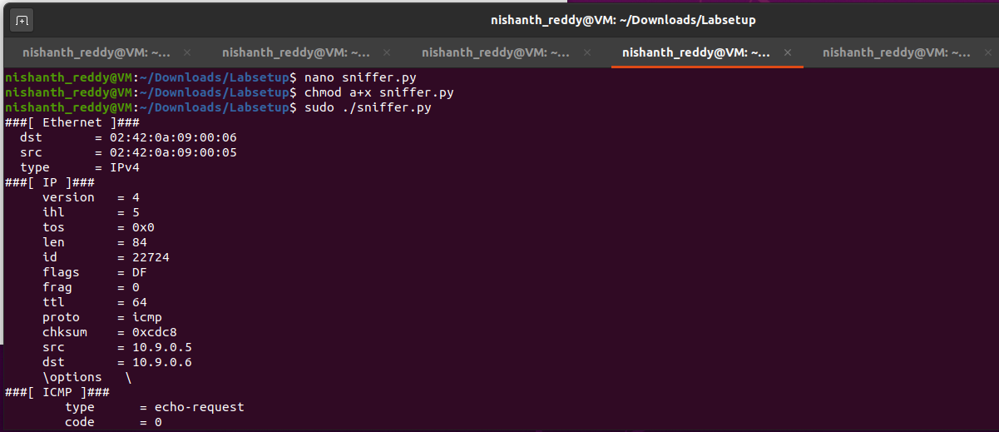 nishanth_reddy@VM: ~/Downloads/Labsetup
nishanth_reddy@VM: ~... × nishanth_reddy@VM: ~... × nishanth_reddy@VM: ~... × nishanth_reddy@VM: ~... × nishanth_reddy@VM: ~... ×
nishanth_reddy@VM:~/Downloads/Labsetup$ nano sniffer.py
nishanth_reddy@VM:~/Downloads/Labsetup$ chmod a+x sniffer.py
nishanth_reddy@VM:~/Downloads/Labsetup$ sudo ./sniffer.py
###[ Ethernet ]###
  dst       = 02:42:0a:09:00:06
  src       = 02:42:0a:09:00:05
  type      = IPv4
###[ IP ]###
     version   = 4
     ihl       = 5
     tos       = 0x0
     len       = 84
     id        = 22724
     flags     = DF
     frag      = 0
     ttl       = 64
     proto     = icmp
     chksum    = 0xcdc8
     src       = 10.9.0.5
     dst       = 10.9.0.6
     \options   \
###[ ICMP ]###
        type      = echo-request
        code      = 0